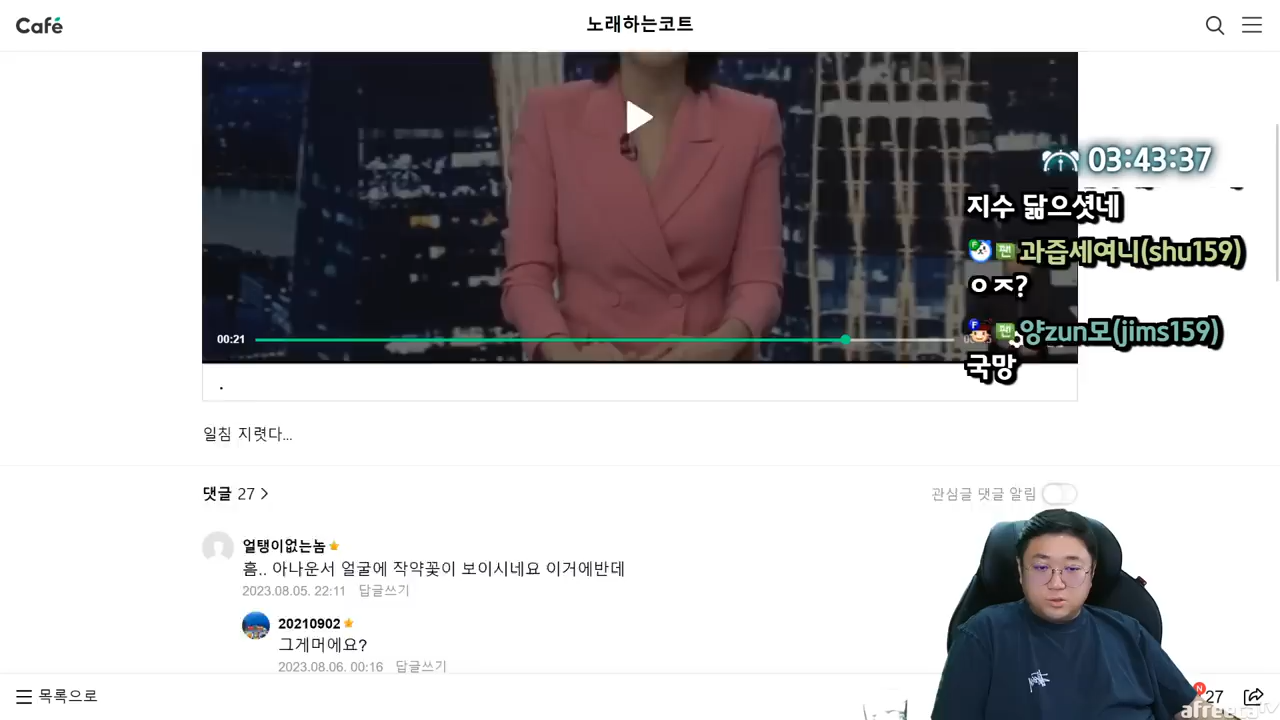 Café
노래하는코트
03:43:37
지수 닮으셧네
과즙세여니(shu159)
ㅇㅈ?
양zun모(jims159)
국망
00:21
.
일침 지렷다...
댓글 27
관심글 댓글 알림
얼탱이없는놈
흠.. 아나운서 얼굴에 작약꽃이 보이시네요 이거에반데
2023.08.05. 22:11 답글쓰기
20210902
그게머에요?
2023.08.06. 00:16 답글쓰기
목록으로
N
27
afreecaTV